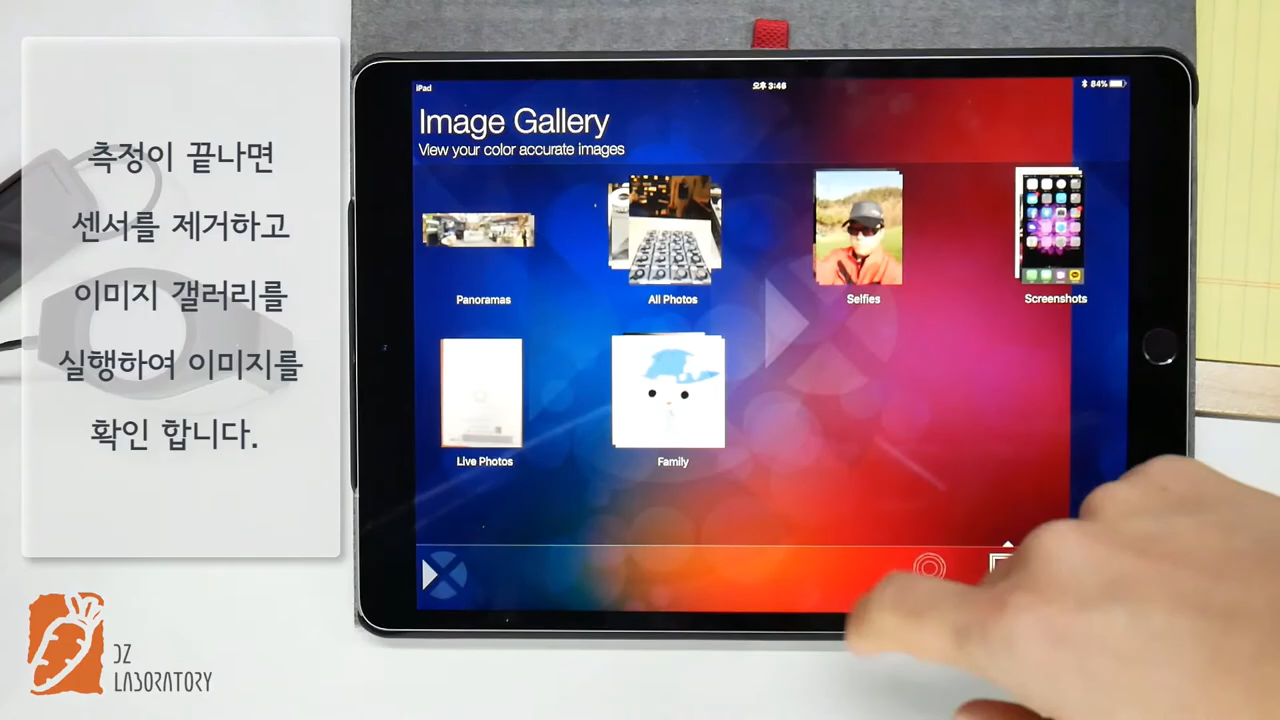 측정이 끝나면
센서를 제거하고
이미지 갤러리를
실행하여 이미지를
확인 합니다.
JZ
LABORATORY
iPad
오후 3:46
84%
Image Gallery
View your color accurate images
Panoramas
All Photos
Selfies
Screenshots
Live Photos
Family